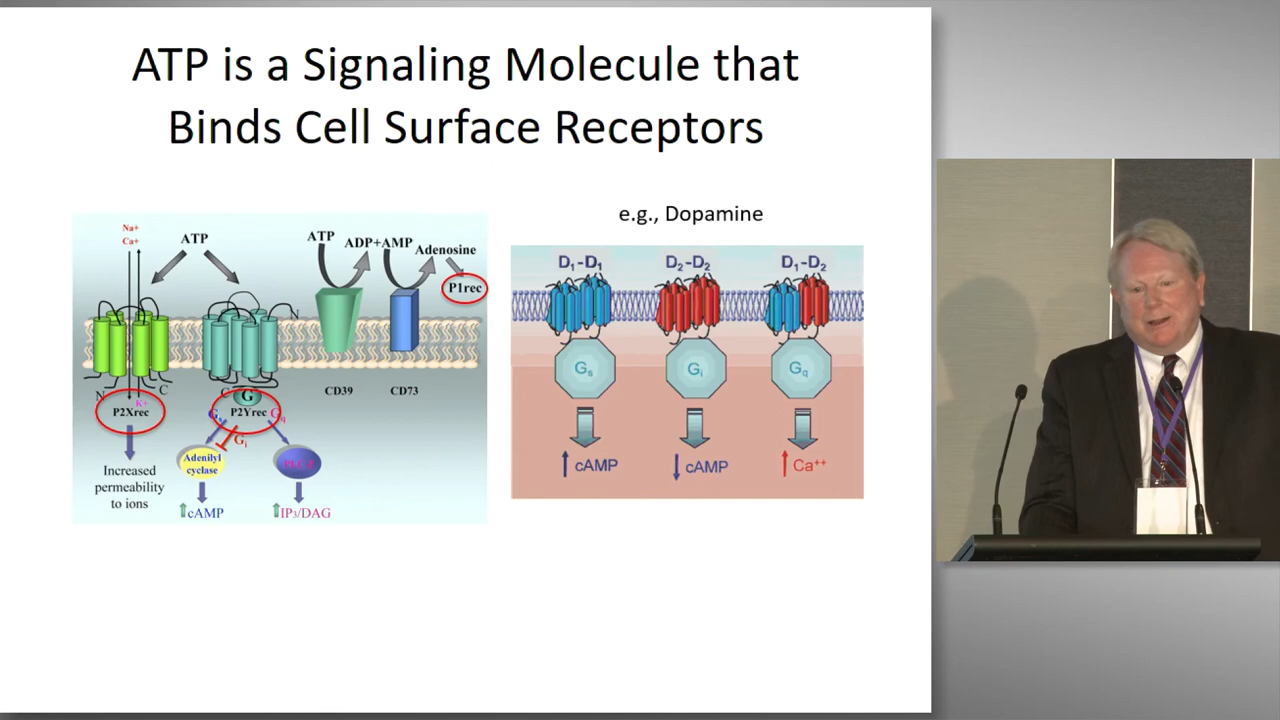 ATP is a Signaling Molecule that
Binds Cell Surface Receptors
e.g., Dopamine
Na+
Ca+
ATP
ATP
ADP+AMP
Adenosine
P1rec
N
N
K+
C
C
G
P2Xrec
Gs
P2Yrec
Gq
Gi
CD39
CD73
Increased
permeability
to ions
Adenilyl
cyclase
cAMP
IP3/DAG
D1-D1
D2-D2
D1-D2
Gs
Gi
Gq
cAMP
cAMP
Ca++